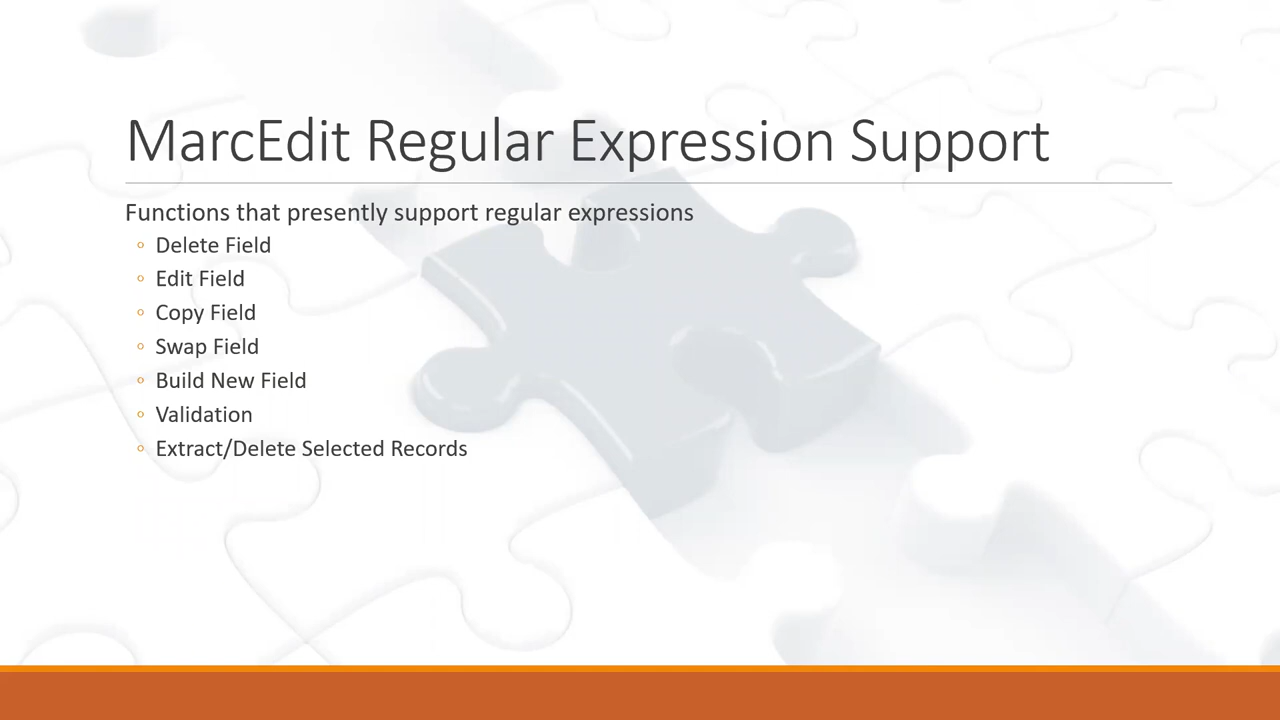 MarcEdit Regular Expression Support
Functions that presently support regular expressions
◦ Delete Field
◦ Edit Field
◦ Copy Field
◦ Swap Field
◦ Build New Field
◦ Validation
◦ Extract/Delete Selected Records